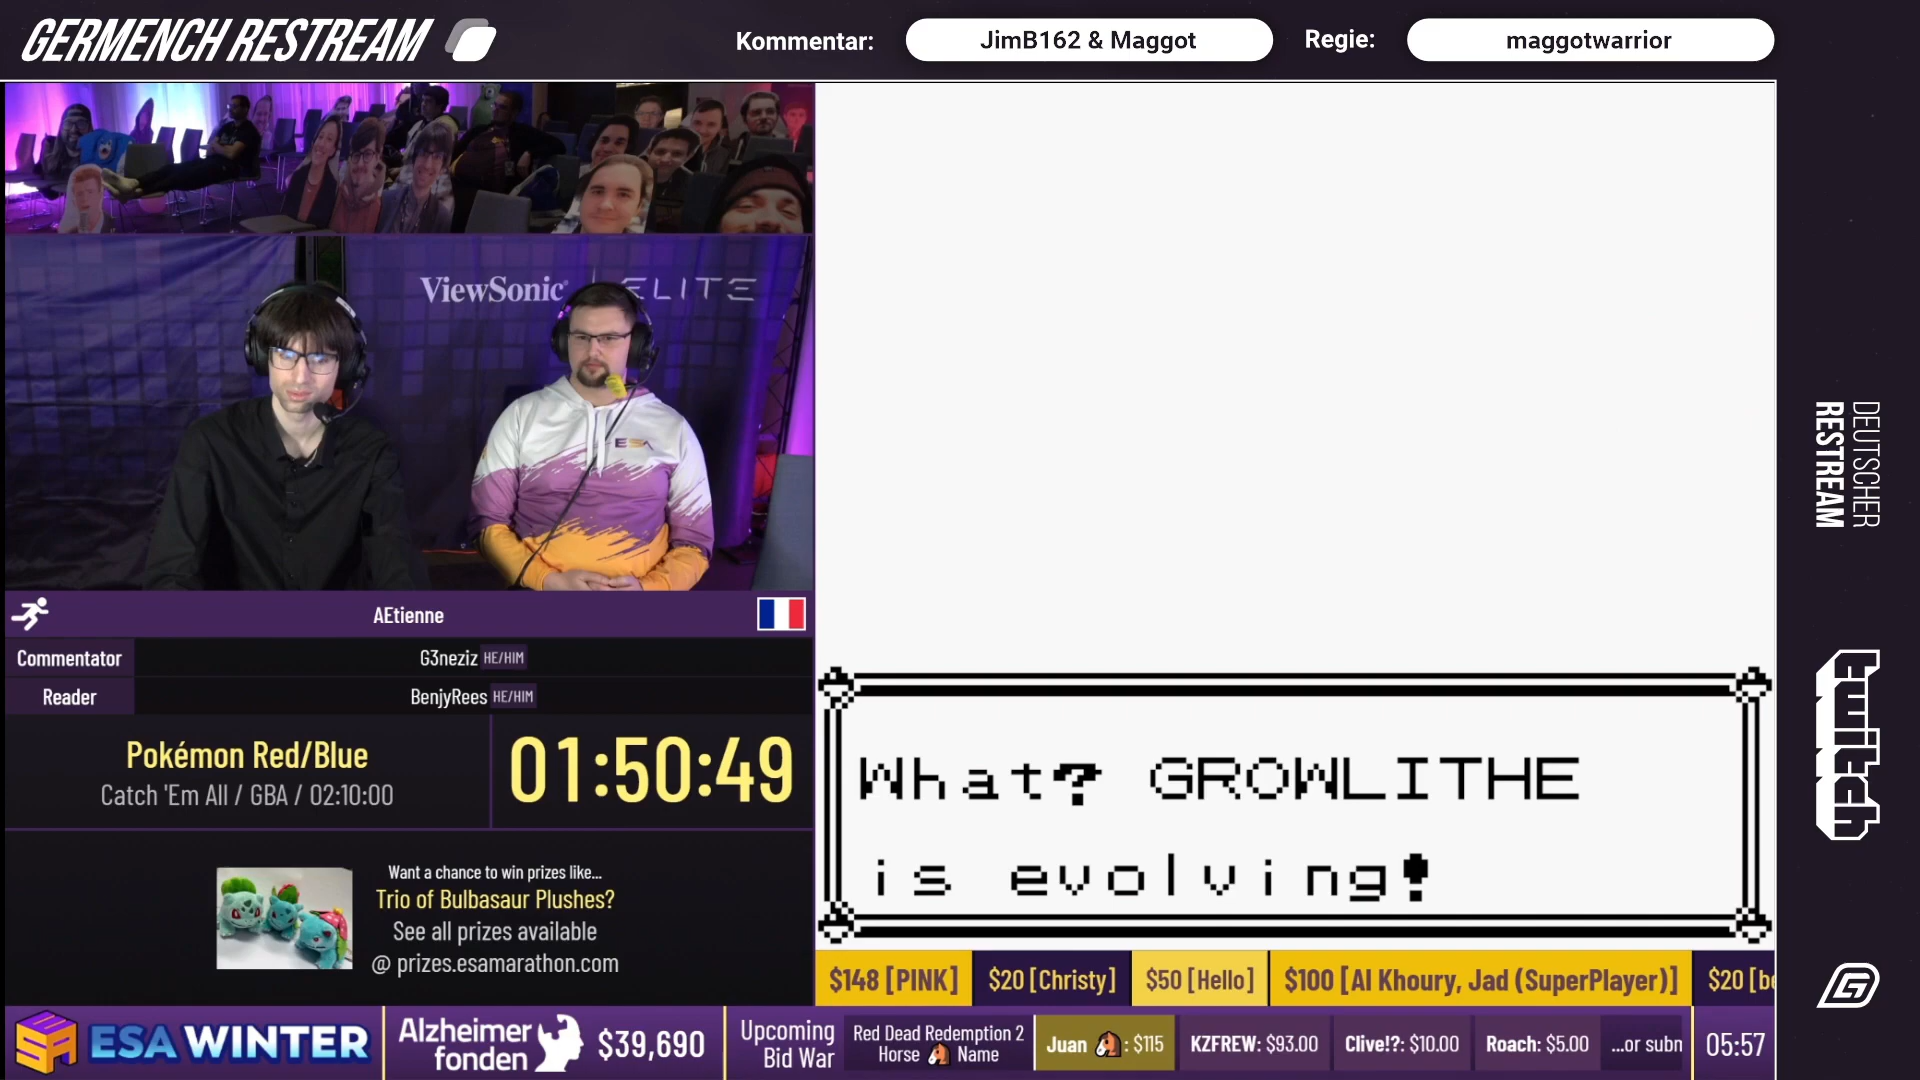 GERMENCH RESTREAM
Kommentar:
JimB162 & Maggot
Regie:
maggotwarrior
ViewSonic ELITE
ESA
AEtienne
Commentator
G3neziz HE/HIM
Reader
BenjyRees HE/HIM
Pokémon Red/Blue
Catch 'Em All / GBA / 02:10:00
01:50:49
Want a chance to win prizes like...
Trio of Bulbasaur Plushes?
See all prizes available
@ prizes.esamarathon.com
What? GROWLITHE
is evolving!
$148 [PINK]
$20 [Christy]
$50 [Hello]
$100 [Al Khoury, Jad (SuperPlayer)]
$20 [be
ESA WINTER
Alzheimer
fonden
$39,690
Upcoming
Bid War
Red Dead Redemption 2
Horse Name
Juan : $115
KZFREW: $93.00
Clive!?: $10.00
Roach: $5.00
...or subn
05:57
DEUTSCHER
RESTREAM
twitch